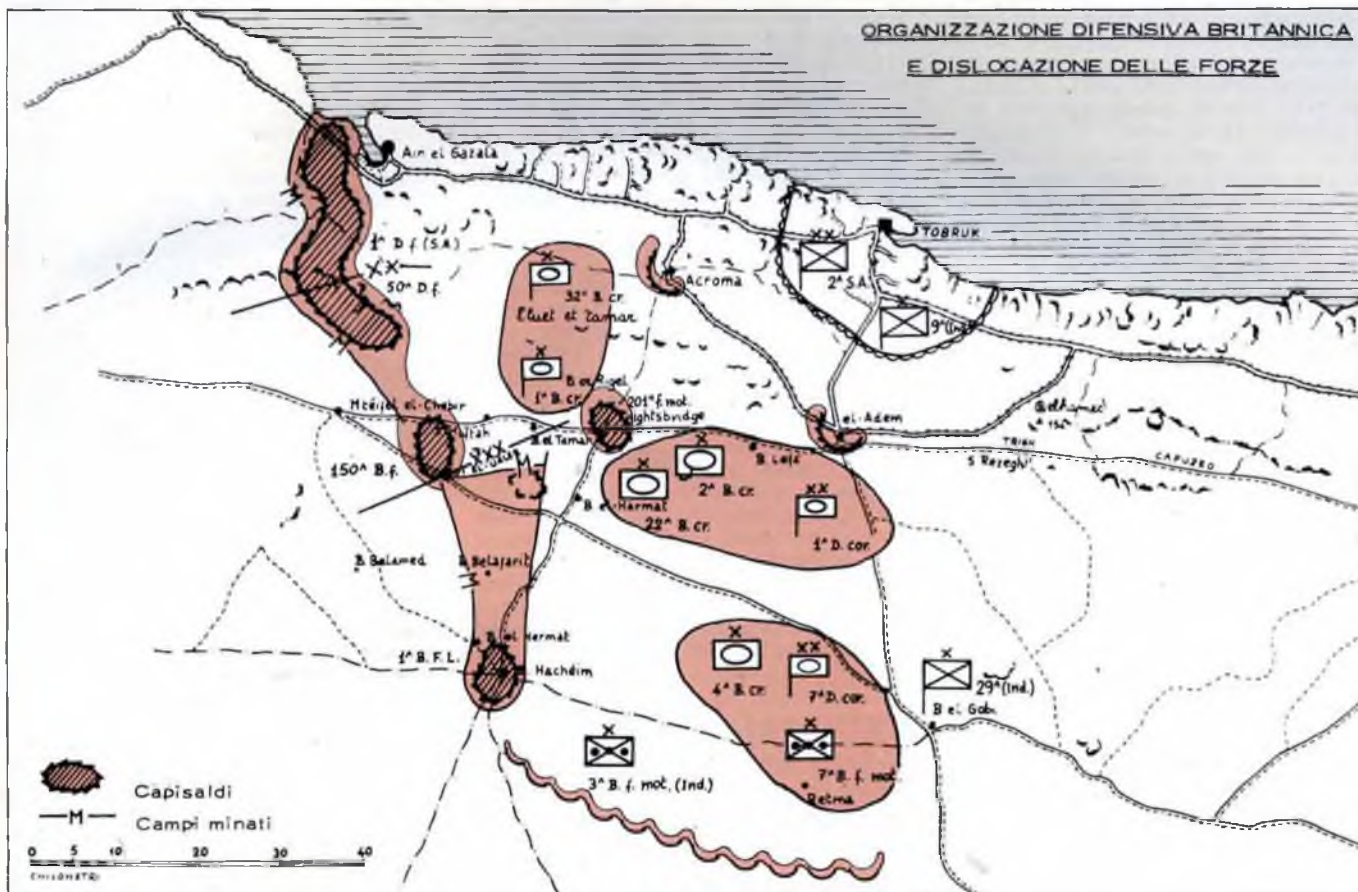 ORGANIZZAZIONE DIFENSIVA BRITANNICA
E DISLOCAZIONE DELLE FORZE
Ain el Gazala
1ª D.f.(S.A.)
50ª D.f.
32ª B. cr.
Eluet et Tamar
1ª B. cr.
Acroma
TOBRUK
2ª S.A.
9ª (Ind.)
201ª f. mot.
Mteifel el-Chebir
B el Tamar
150ª B.f.
el-Adem
TRIGH
CAPUZZO
S Rezegh
2ª B. cr.
22ª B. cr.
1ª D. cor.
B el-Harmat
B Belamed
B Belafarit
B el Harmat
1ª B. F. L.
Hachéim
4ª B. cr.
7ª D. cor.
29ª (Ind.)
B el Gobi
3ª B. f. mot. (Ind.)
7ª B. f. mot.
Retma
Capisaldi
M
Campi minati
0 5 10 20 30 40
CHILOMETRI